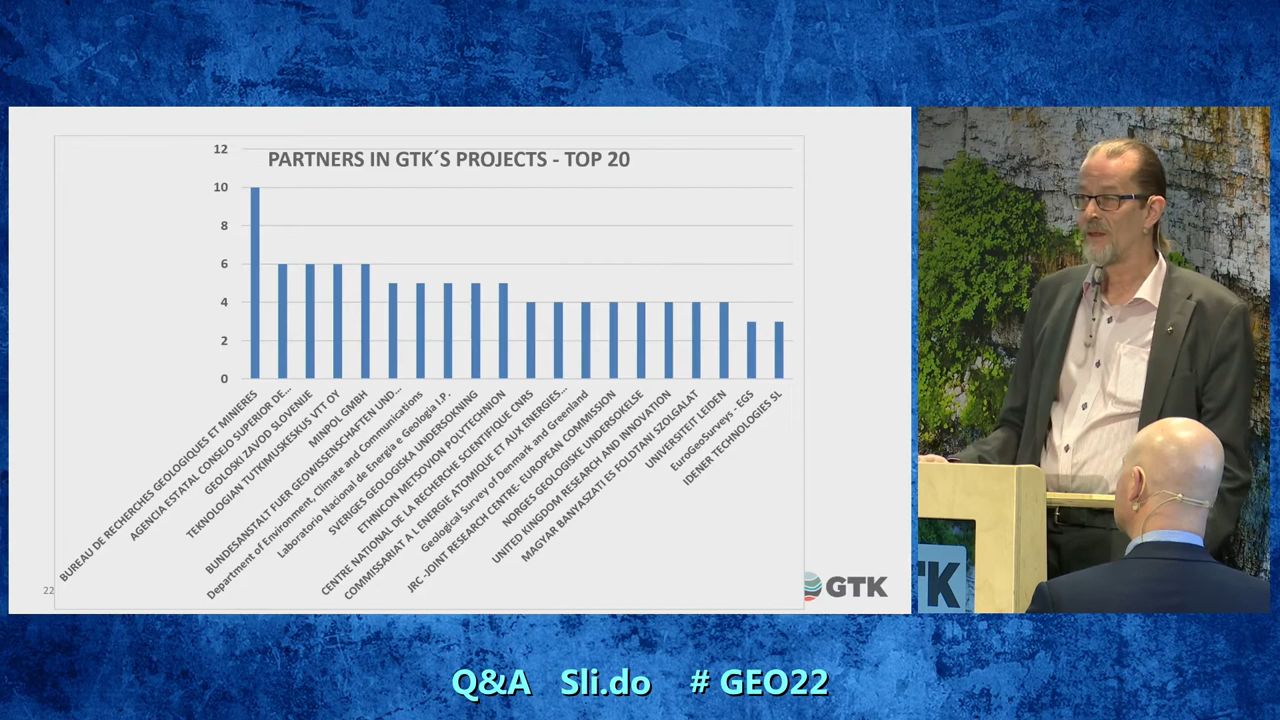 PARTNERS IN GTK´S PROJECTS - TOP 20
12
10
8
6
4
2
0
BUREAU DE RECHERCHES GEOLOGIQUES ET MINIERES
AGENCIA ESTATAL CONSEJO SUPERIOR DE...
GEOLOSKI ZAVOD SLOVENIJE
TEKNOLOGIAN TUTKIMUSKESKUS VTT OY
MINPOL GMBH
BUNDESANSTALT FUER GEOWISSENSCHAFTEN UND...
Department of Environment, Climate and Communications
Laboratorio Nacional de Energia e Geologia I.P.
SVERIGES GEOLOGISKA UNDERSOKNING
ETHNICON METSOVION POLYTECHNION
CENTRE NATIONAL DE LA RECHERCHE SCIENTIFIQUE CNRS
COMMISSARIAT A L ENERGIE ATOMIQUE ET AUX ENERGIES...
Geological Survey of Denmark and Greenland
JRC -JOINT RESEARCH CENTRE- EUROPEAN COMMISSION
NORGES GEOLOGISKE UNDERSOKELSE
UNITED KINGDOM RESEARCH AND INNOVATION
MAGYAR BANYASZATI ES FOLDTANI SZOLGALAT
UNIVERSITEIT LEIDEN
EuroGeoSurveys - EGS
IDENER TECHNOLOGIES SL
22
GTK
TK
Q&A Sli.do # GEO22